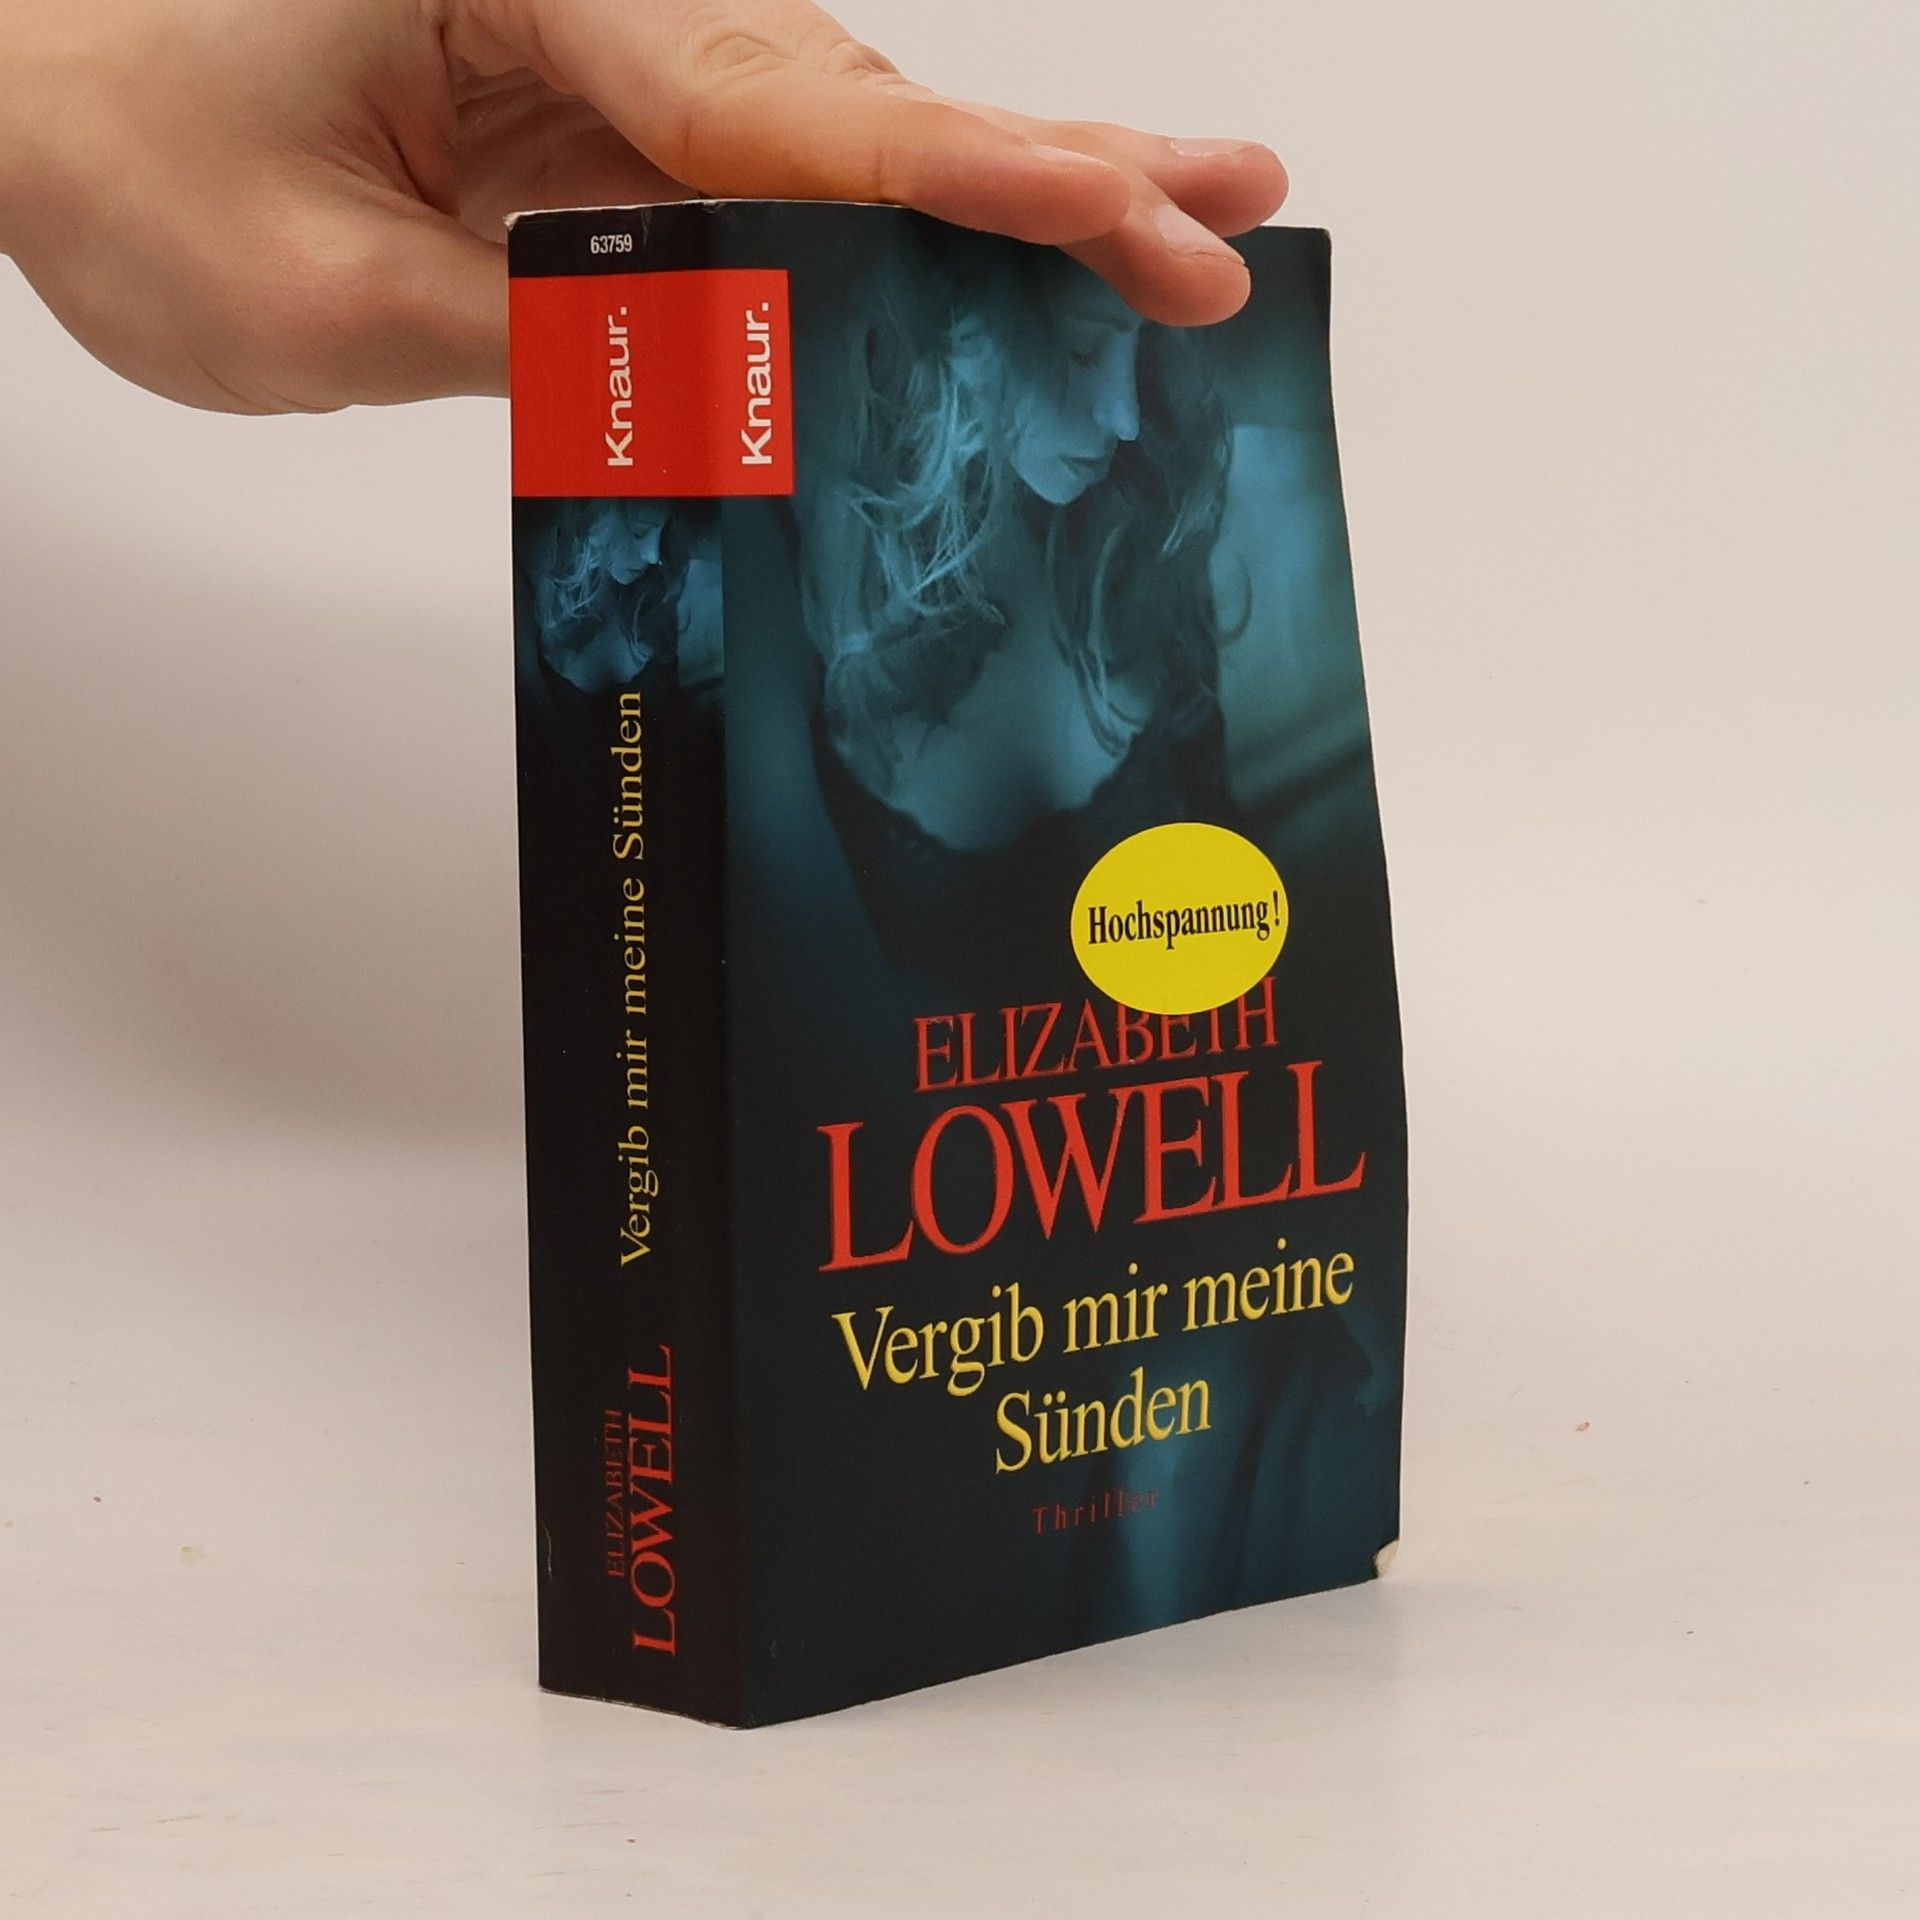 63759
Knaur.
Vergib mir meine Sünden
ELIZABETH
LOWELL
Knaur.
Hochspannung!
ELIZABETH
LOWELL
Vergib mir meine
Sünden
Thriller